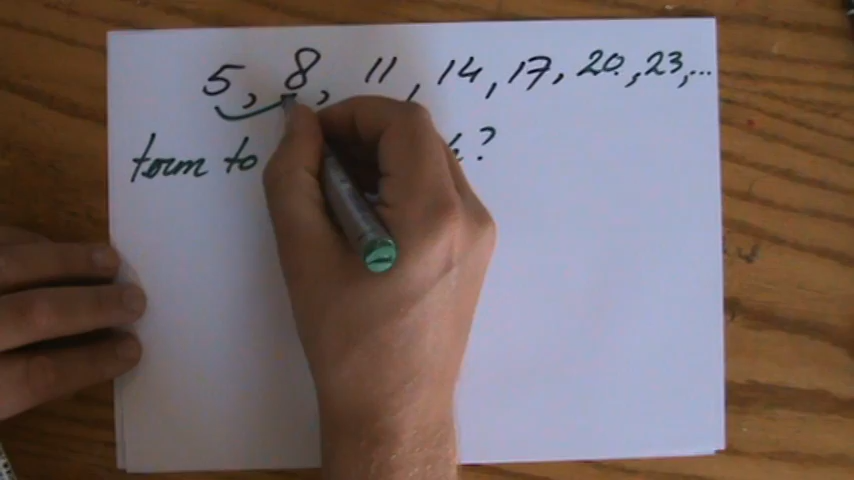 5, 8, 11, 14, 17, 20, 23, ...
term to ?